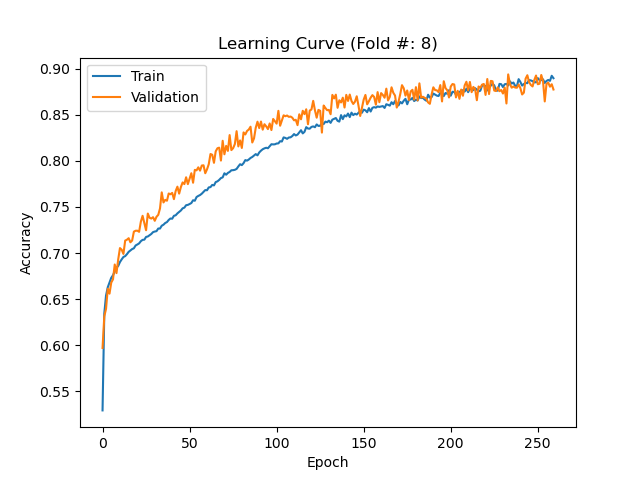 Learning Curve (Fold #: 8)
Train
Validation
0.90
0.85
0.80
0.75
0.70
0.65
0.60
0.55
Accuracy
0 50 100 150 200 250
Epoch